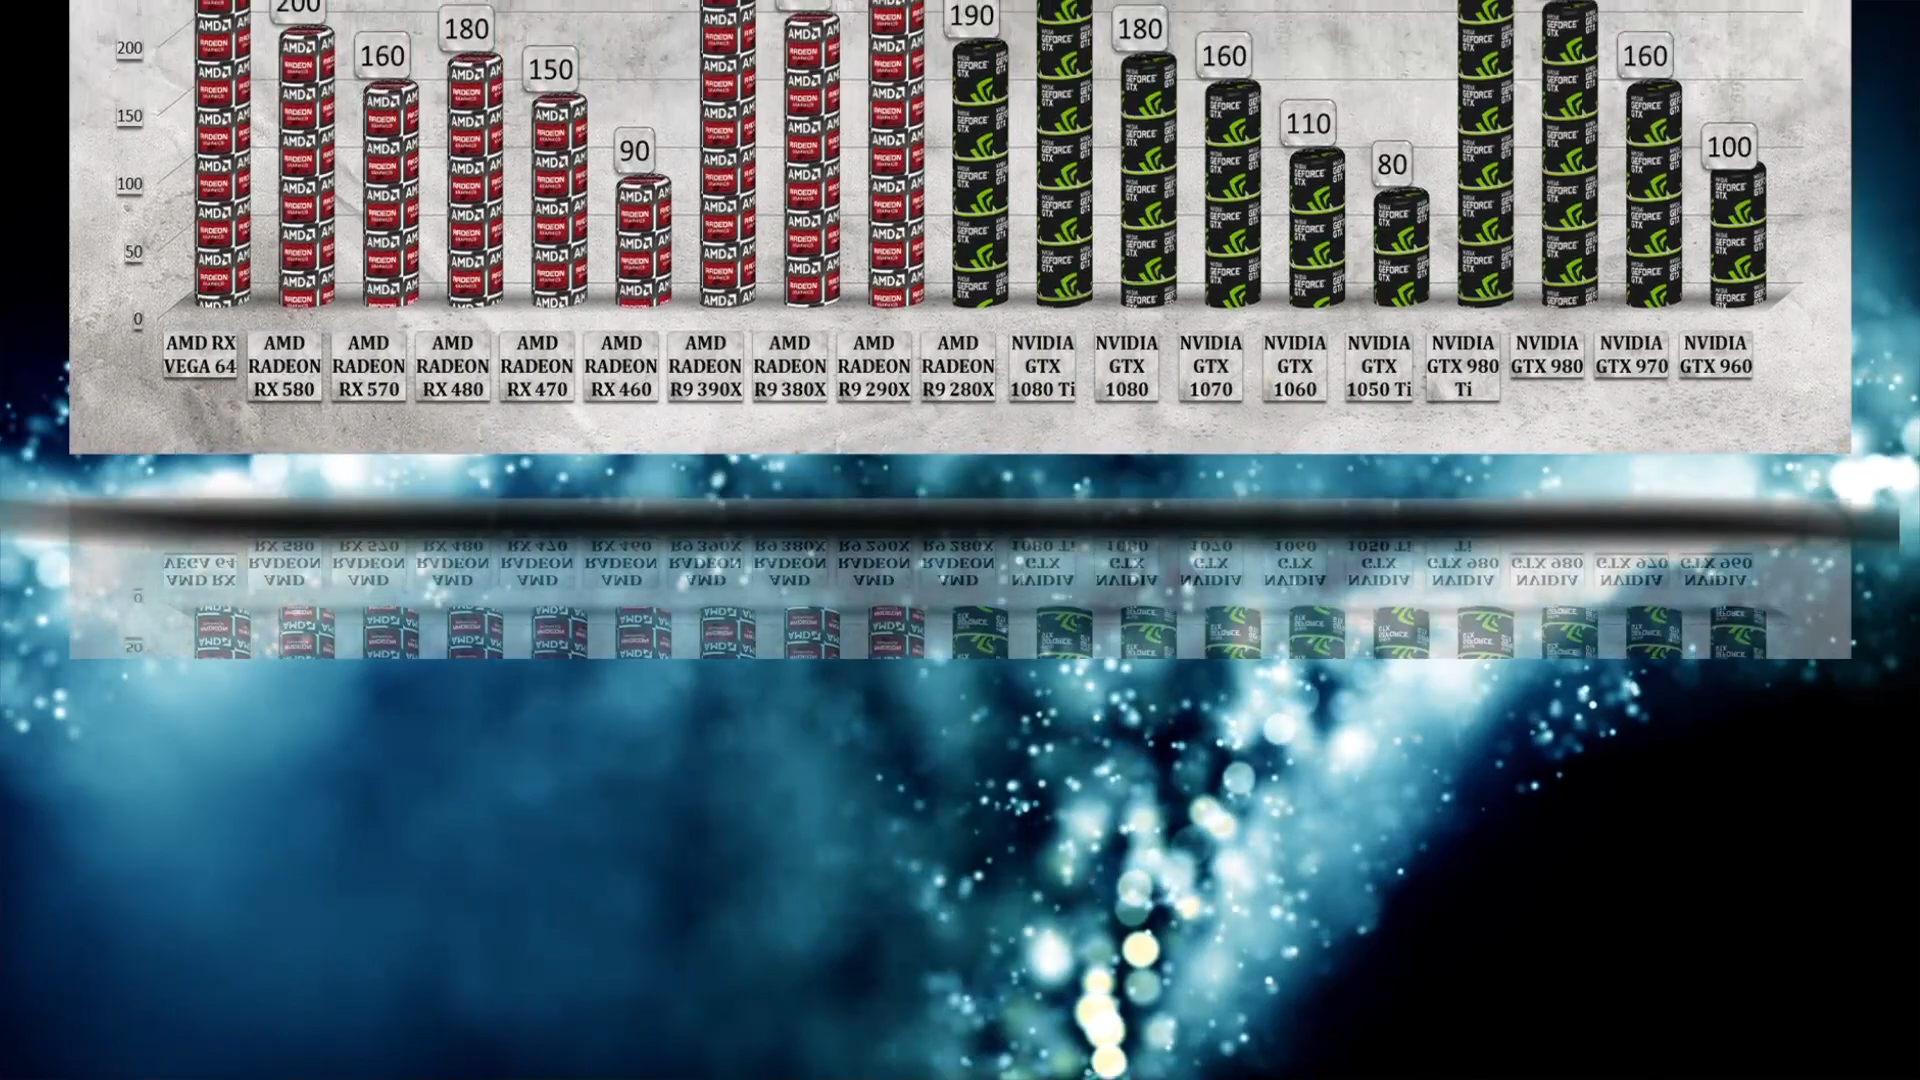 200
180
190
180
200
160
160
160
150
150
110
100
90
80
100
50
0
AMD RX
VEGA 64
AMD
RADEON
RX 580
AMD
RADEON
RX 570
AMD
RADEON
RX 480
AMD
RADEON
RX 470
AMD
RADEON
RX 460
AMD
RADEON
R9 390X
AMD
RADEON
R9 380X
AMD
RADEON
R9 290X
AMD
RADEON
R9 280X
NVIDIA
GTX
1080 Ti
NVIDIA
GTX
1080
NVIDIA
GTX
1070
NVIDIA
GTX
1060
NVIDIA
GTX
1050 Ti
NVIDIA
GTX 980
Ti
NVIDIA
GTX 980
NVIDIA
GTX 970
NVIDIA
GTX 960